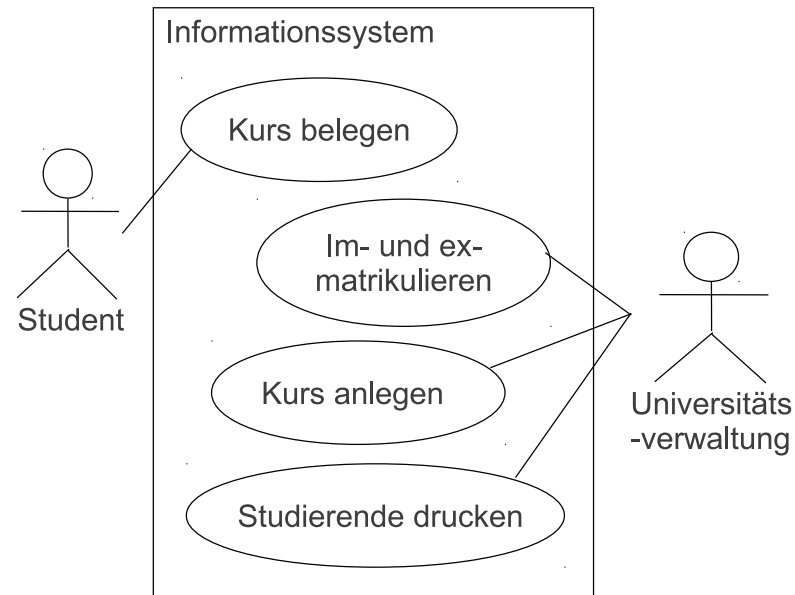 Informationssystem
Kurs belegen
Im- und ex-
matrikulieren
Student
Kurs anlegen
Universitäts
-verwaltung
Studierende drucken